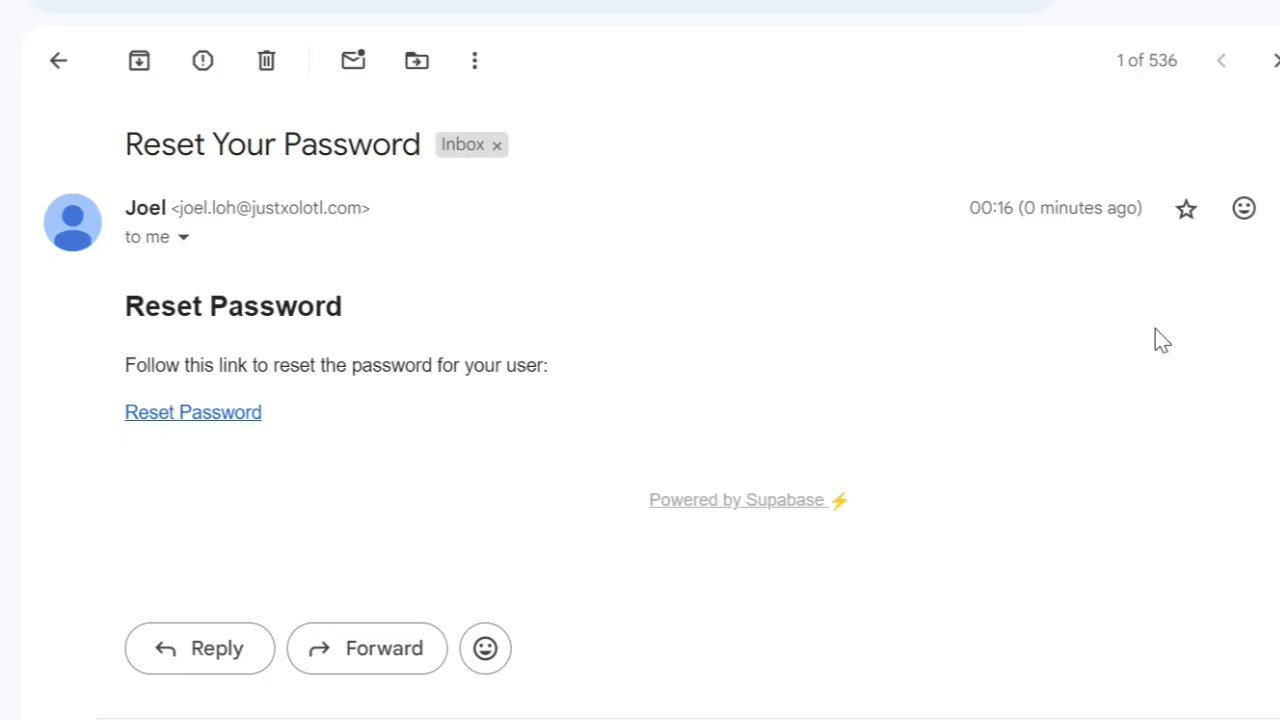 1 of 536
Reset Your Password Inbox ×
Joel <joel.loh@justxolotl.com> 00:16 (0 minutes ago)
to me
Reset Password
Follow this link to reset the password for your user:
Reset Password
Powered by Supabase ⚡
Reply Forward